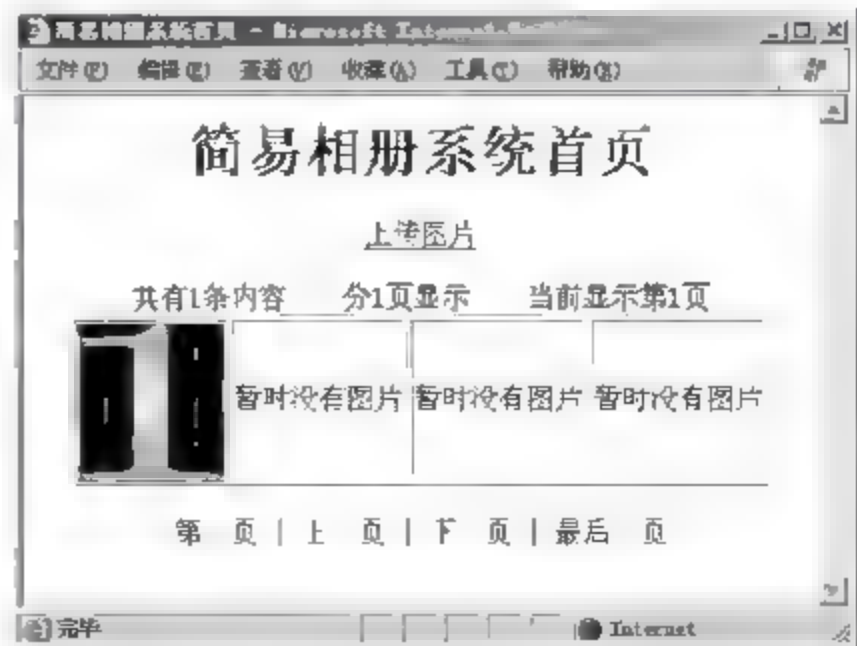 简易相册系统首页 - Microsoft Internet
文件(F) 编辑(E) 查看(V) 收藏(A) 工具(T) 帮助(H)
简易相册系统首页
上传图片
共有1条内容 分1页显示 当前显示第1页
暂时没有图片 暂时没有图片 暂时没有图片
第 页 | 上 页 | 下 页 | 最后 页
完毕 Internet